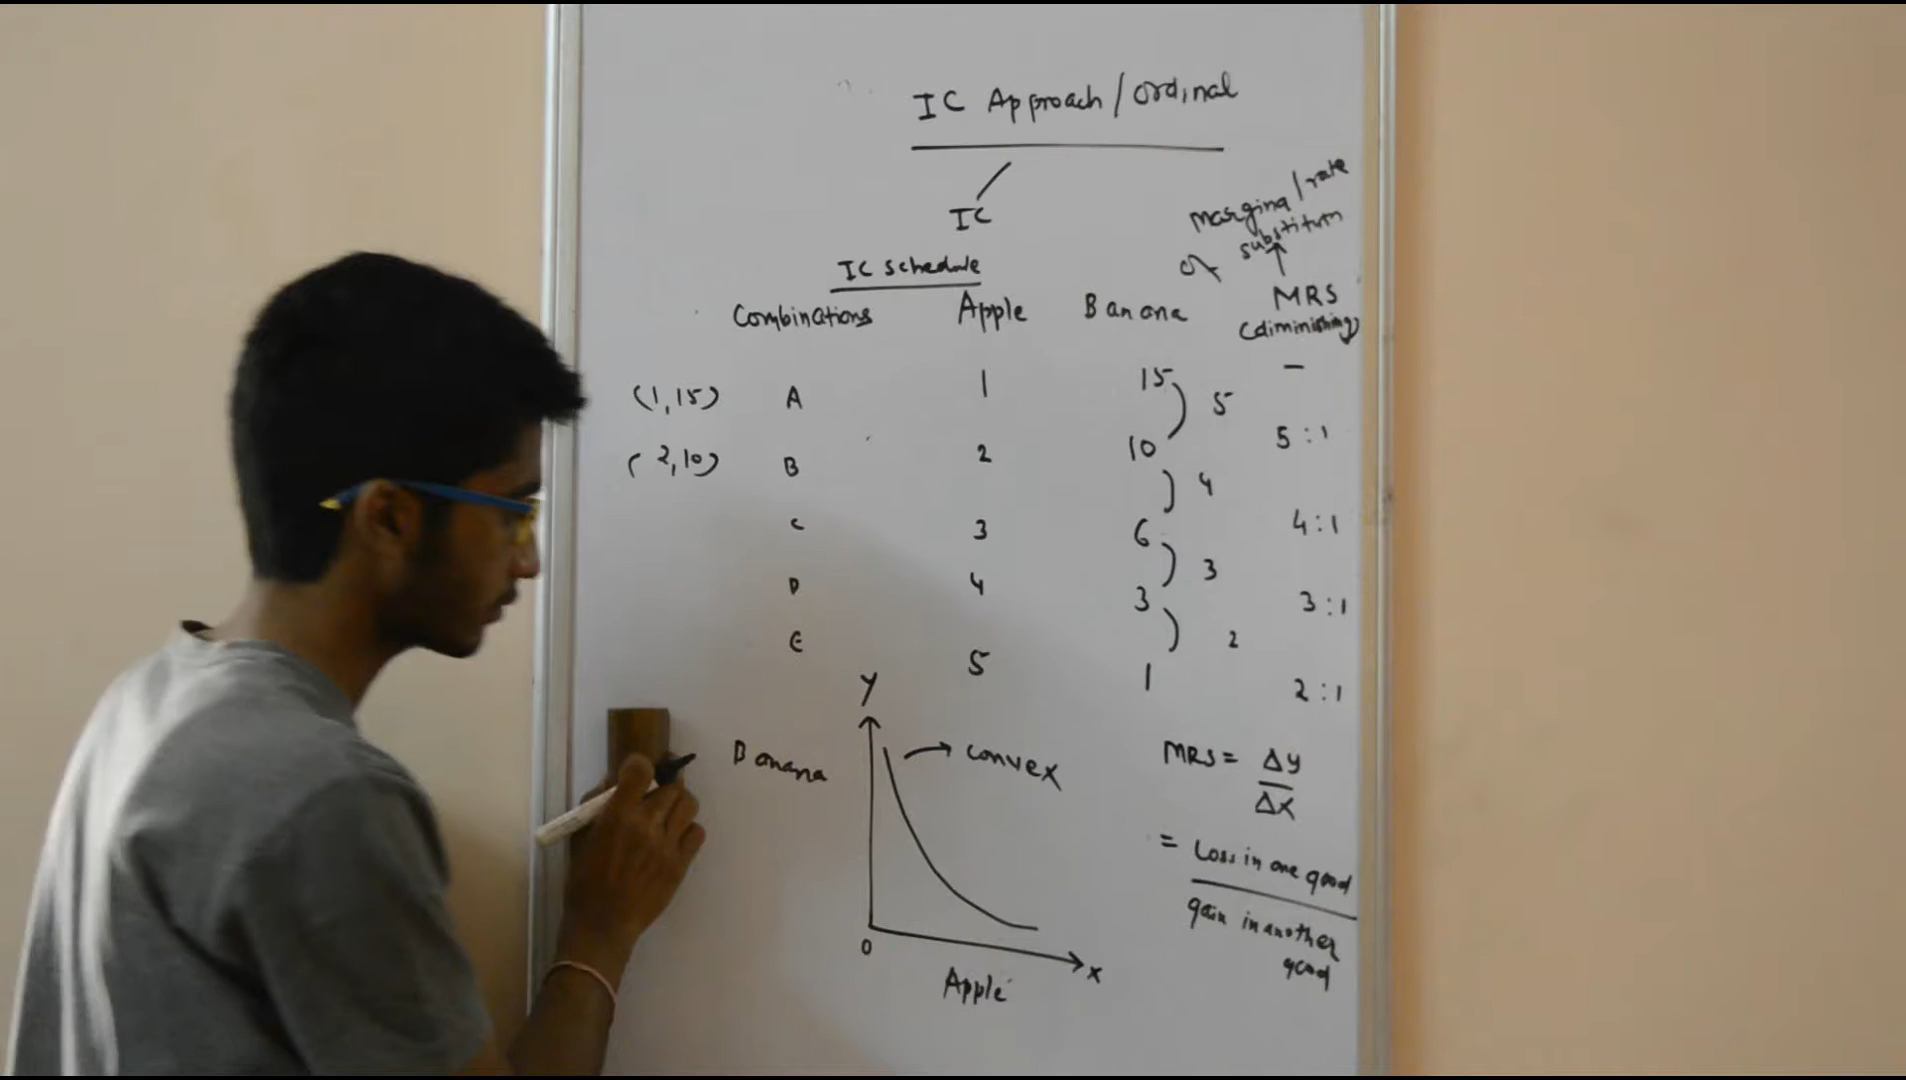 IC Approach/ordinal
IC
marginal/rate
of substitutn
IC schedule
MRS
Combinations Apple Banana (diminishing)
(1,15) A 1 15 –
5
(2,10) B 2 10 5:1
4
C 3 6 4:1
3
D 4 3 3:1
2
E 5 1 2:1
y
Banana convex
MRS = Δy
Δx
= Loss in one good
gain in another
good
0 x
Apple